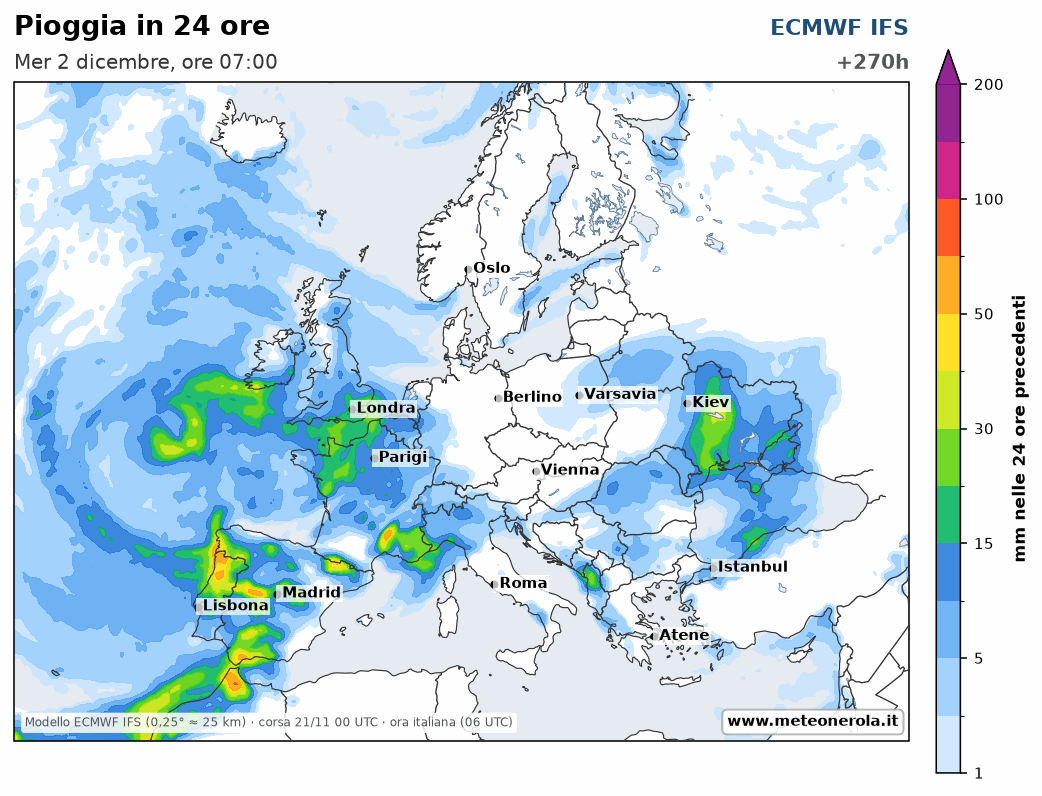 Pioggia in 24 ore
ECMWF IFS
Mer 2 dicembre, ore 07:00
+270h
200
100
50
30
15
5
1
mm nelle 24 ore precedenti
Oslo
Berlino
Varsavia
Kiev
Londra
Parigi
Vienna
Istanbul
Roma
Madrid
Lisbona
Atene
Modello ECMWF IFS (0,25° ≈ 25 km) · corsa 21/11 00 UTC · ora italiana (06 UTC)
www.meteonerola.it